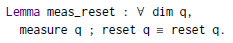 Lemma meas_reset : ∀ dim q,
measure q ; reset q ≡ reset q.